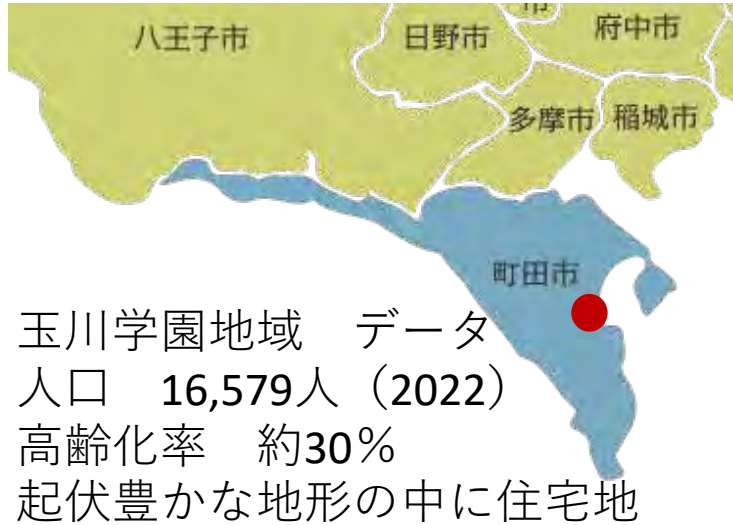 八王子市
日野市
市
府中市
多摩市
稲城市
町田市
玉川学園地域　データ
人口　16,579人（2022）
高齢化率　約30％
起伏豊かな地形の中に住宅地